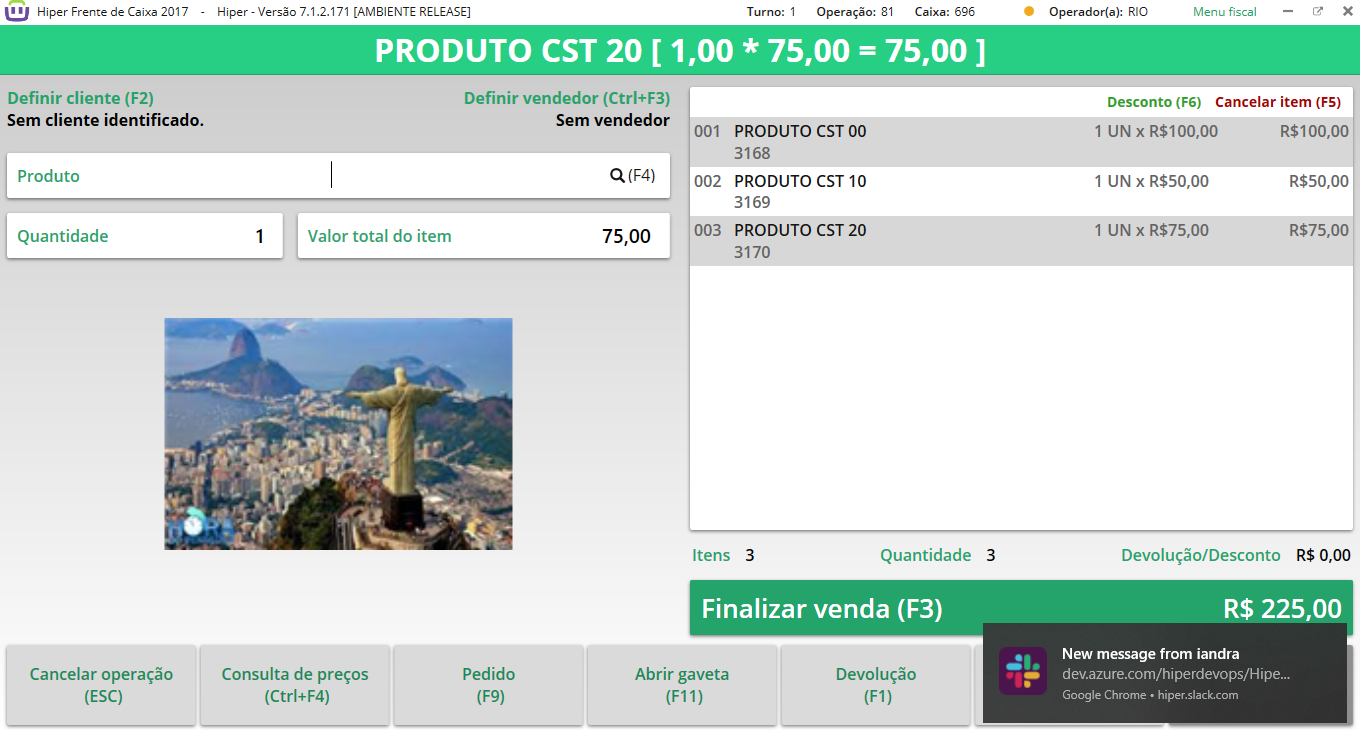 Hiper Frente de Caixa 2017 - Hiper - Versão 7.1.2.171 [AMBIENTE RELEASE] Turno: 1 Operação: 81 Caixa: 696 Operador(a): RIO Menu fiscal
PRODUTO CST 20 [ 1,00 * 75,00 = 75,00 ]
Definir cliente (F2) Definir vendedor (Ctrl+F3)
Sem cliente identificado. Sem vendedor
Produto (F4)
Quantidade 1 Valor total do item 75,00
HORA
Desconto (F6) Cancelar item (F5)
001 PRODUTO CST 00 1 UN x R$100,00 R$100,00
3168
002 PRODUTO CST 10 1 UN x R$50,00 R$50,00
3169
003 PRODUTO CST 20 1 UN x R$75,00 R$75,00
3170
Itens 3 Quantidade 3 Devolução/Desconto R$ 0,00
Finalizar venda (F3) R$ 225,00
Cancelar operação
(ESC)
Consulta de preços
(Ctrl+F4)
Pedido
(F9)
Abrir gaveta
(F11)
Devolução
(F1)
New message from iandra
dev.azure.com/hiperdevops/Hipe...
Google Chrome • hiper.slack.com